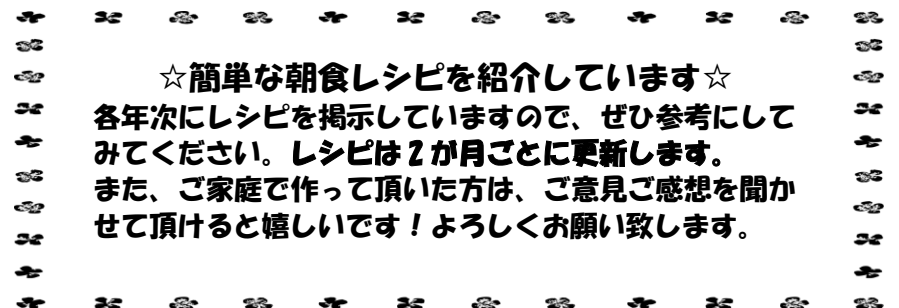 ☆簡単な朝食レシピを紹介しています☆
各年次にレシピを掲示していますので、ぜひ参考にして
みてください。レシピは２が月ごとに更新します。
また、ご家庭で作って頂いた方は、ご意見ご感想を聞か
せて頂けると嬉しいです！よろしくお願い致します。